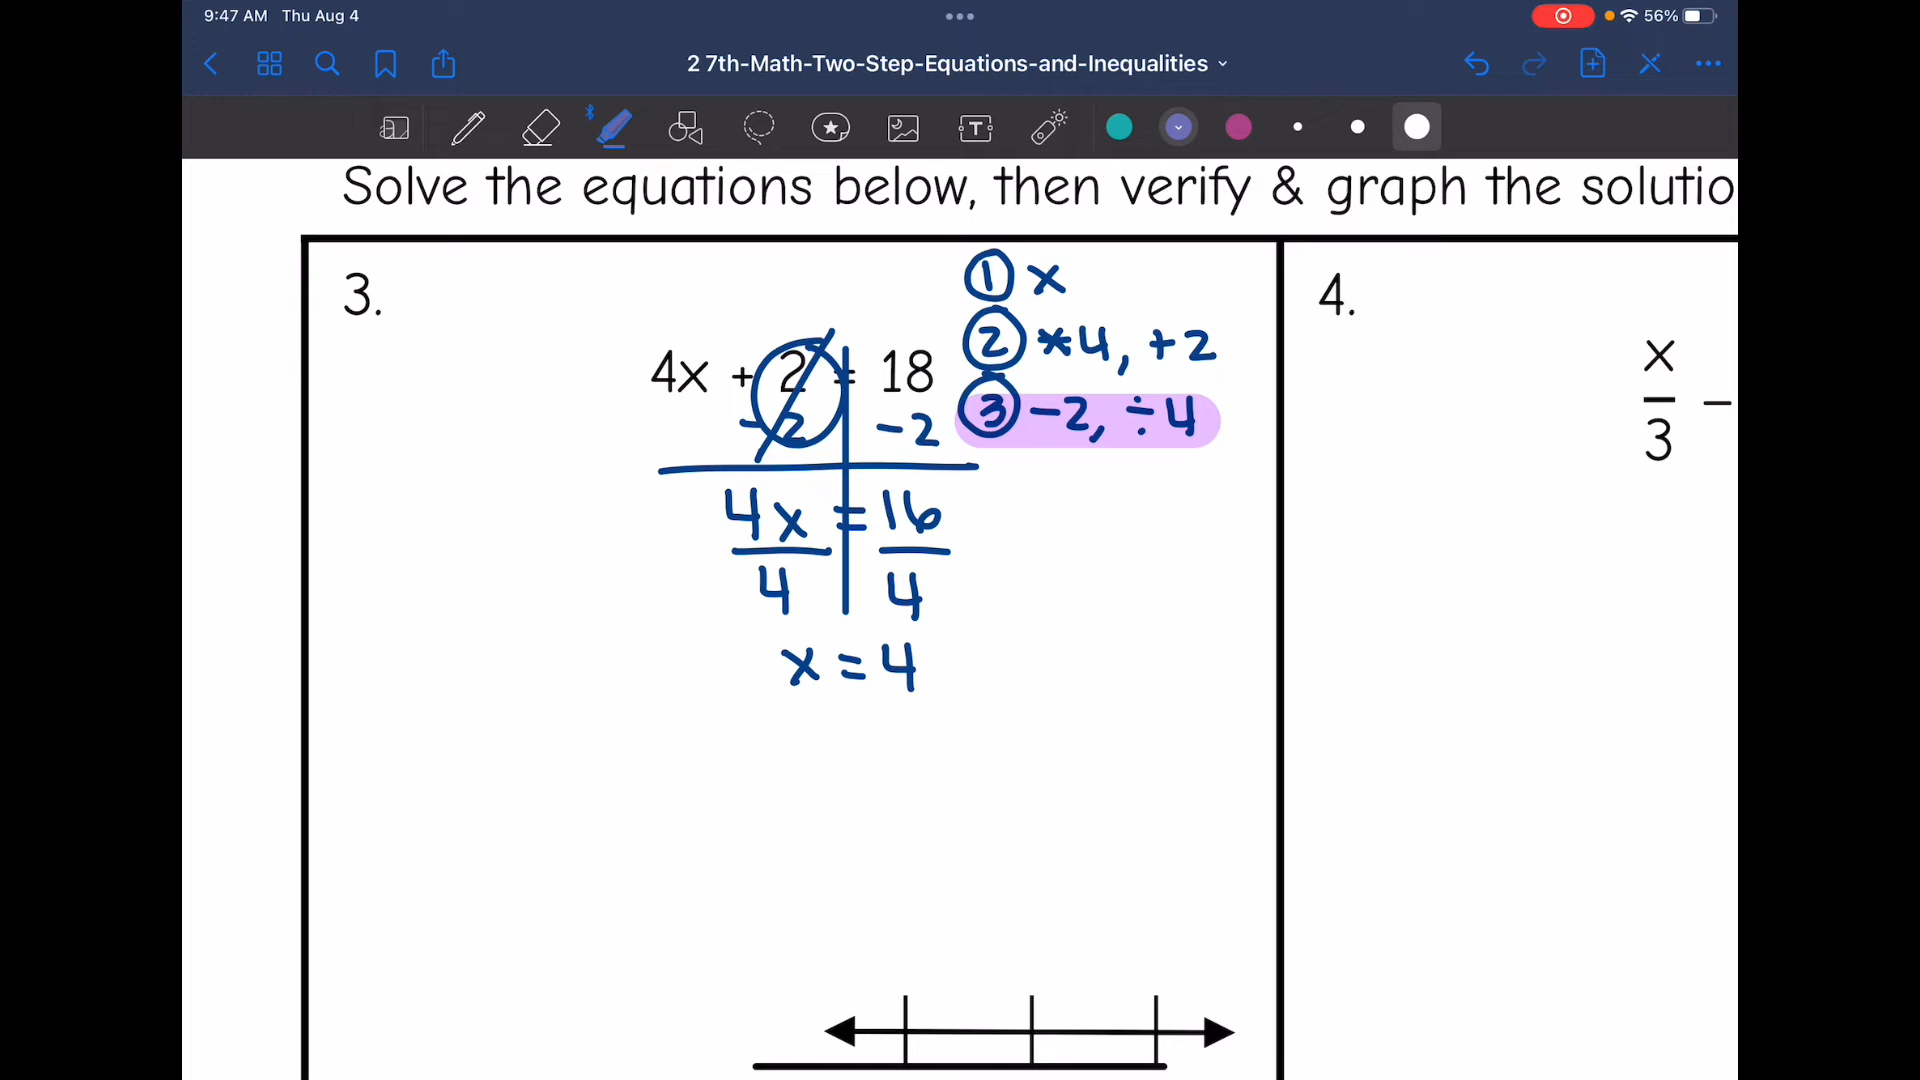 9:47 AM Thu Aug 4
56%
2 7th-Math-Two-Step-Equations-and-Inequalities
T
Solve the equations below, then verify & graph the solutio
3.
4x + 2 = 18
-2 -2
4x = 16
4 4
x = 4
① x
② *4, +2
③ -2, ÷4
4.
x
3 –